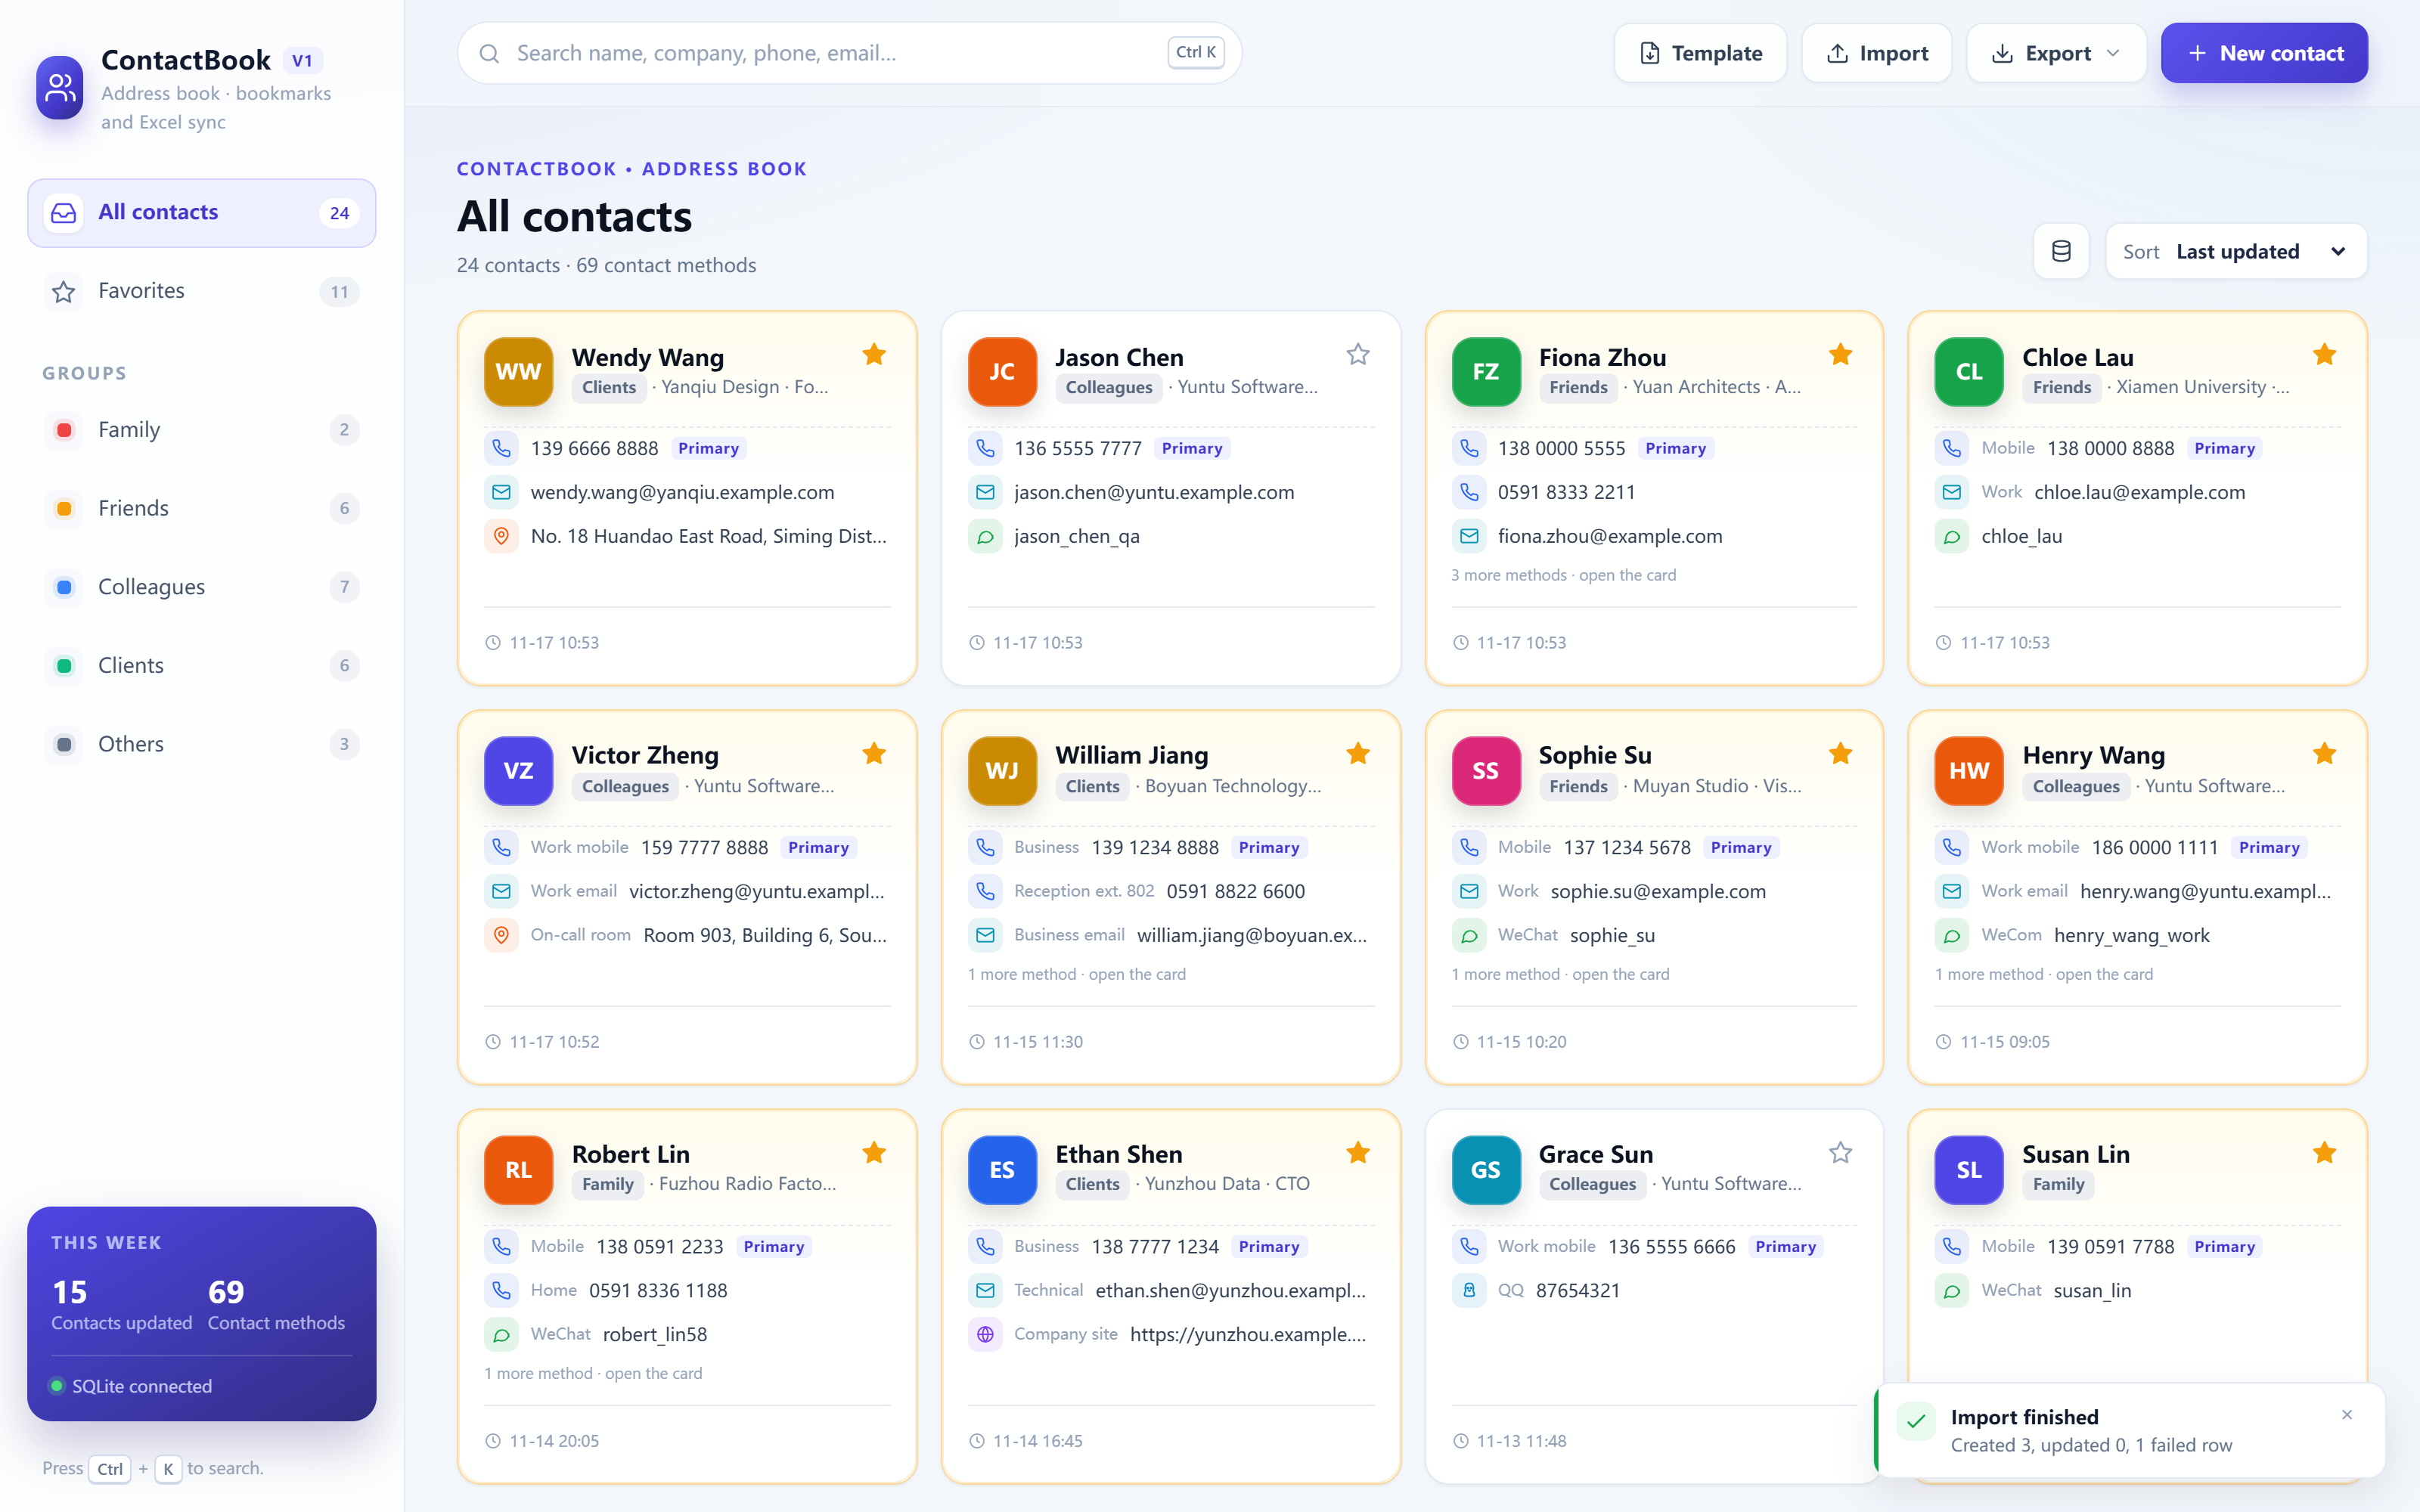 ContactBook V1
Address book · bookmarks
and Excel sync
All contacts 24
Favorites 11
GROUPS
Family 2
Friends 6
Colleagues 7
Clients 6
Others 3
THIS WEEK
15 69
Contacts updated Contact methods
SQLite connected
Press Ctrl + K to search.
Search name, company, phone, email... Ctrl K
Template
Import
Export
New contact
CONTACTBOOK • ADDRESS BOOK
All contacts
24 contacts · 69 contact methods
Sort Last updated
WW
Wendy Wang
Clients · Yanqiu Design · Fo...
139 6666 8888 Primary
wendy.wang@yanqiu.example.com
No. 18 Huandao East Road, Siming Dist...
11-17 10:53
JC
Jason Chen
Colleagues · Yuntu Software...
136 5555 7777 Primary
jason.chen@yuntu.example.com
jason_chen_qa
11-17 10:53
FZ
Fiona Zhou
Friends · Yuan Architects · A...
138 0000 5555 Primary
0591 8333 2211
fiona.zhou@example.com
3 more methods · open the card
11-17 10:53
CL
Chloe Lau
Friends · Xiamen University ·...
Mobile 138 0000 8888 Primary
Work chloe.lau@example.com
chloe_lau
11-17 10:53
VZ
Victor Zheng
Colleagues · Yuntu Software...
Work mobile 159 7777 8888 Primary
Work email victor.zheng@yuntu.exampl...
On-call room Room 903, Building 6, Sou...
11-17 10:52
WJ
William Jiang
Clients · Boyuan Technology...
Business 139 1234 8888 Primary
Reception ext. 802 0591 8822 6600
Business email william.jiang@boyuan.ex...
1 more method · open the card
11-15 11:30
SS
Sophie Su
Friends · Muyan Studio · Vis...
Mobile 137 1234 5678 Primary
Work sophie.su@example.com
WeChat sophie_su
1 more method · open the card
11-15 10:20
HW
Henry Wang
Colleagues · Yuntu Software...
Work mobile 186 0000 1111 Primary
Work email henry.wang@yuntu.exampl...
WeCom henry_wang_work
1 more method · open the card
11-15 09:05
RL
Robert Lin
Family · Fuzhou Radio Facto...
Mobile 138 0591 2233 Primary
Home 0591 8336 1188
WeChat robert_lin58
1 more method · open the card
11-14 20:05
ES
Ethan Shen
Clients · Yunzhou Data · CTO
Business 138 7777 1234 Primary
Technical ethan.shen@yunzhou.exampl...
Company site https://yunzhou.example....
11-14 16:45
GS
Grace Sun
Colleagues · Yuntu Software...
Work mobile 136 5555 6666 Primary
QQ 87654321
11-13 11:48
SL
Susan Lin
Family
Mobile 139 0591 7788 Primary
WeChat susan_lin
Import finished
Created 3, updated 0, 1 failed row